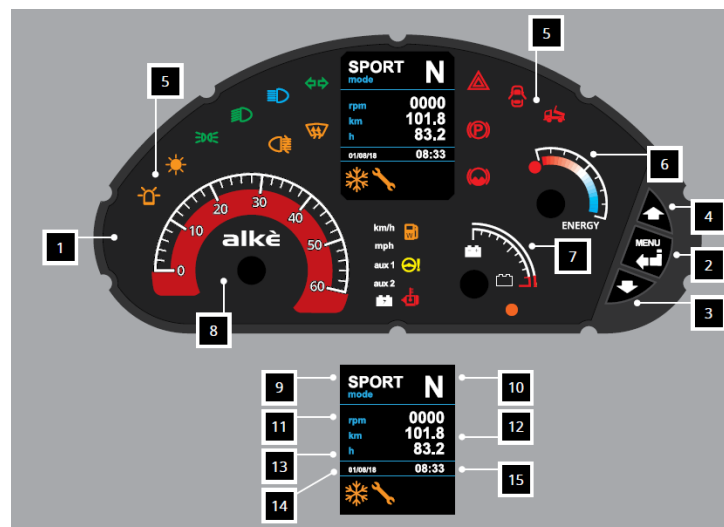 5
5
SPORT N
mode
rpm 0000
km 101.8
h 83.2
01/08/18 08:33
P
6
ENERGY
4
MENU
2
3
1
0 10 20 30 40 50 60
alkè
8
km/h
mph
aux 1
aux 2
7
9
10
SPORT N
mode
11
rpm 0000
km 101.8
12
h 83.2
13
01/08/18 08:33
14
15